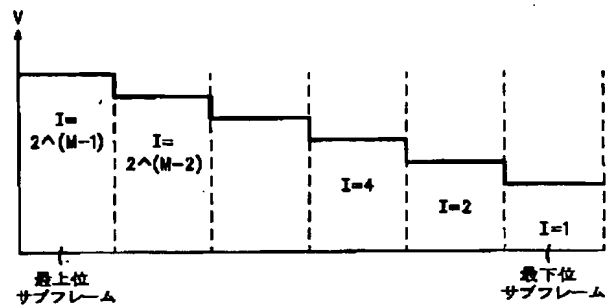 V
I=
2^(M-1)
I=
2^(M-2)
I=4
I=2
I=1
最上位
サブフレーム
最下位
サブフレーム